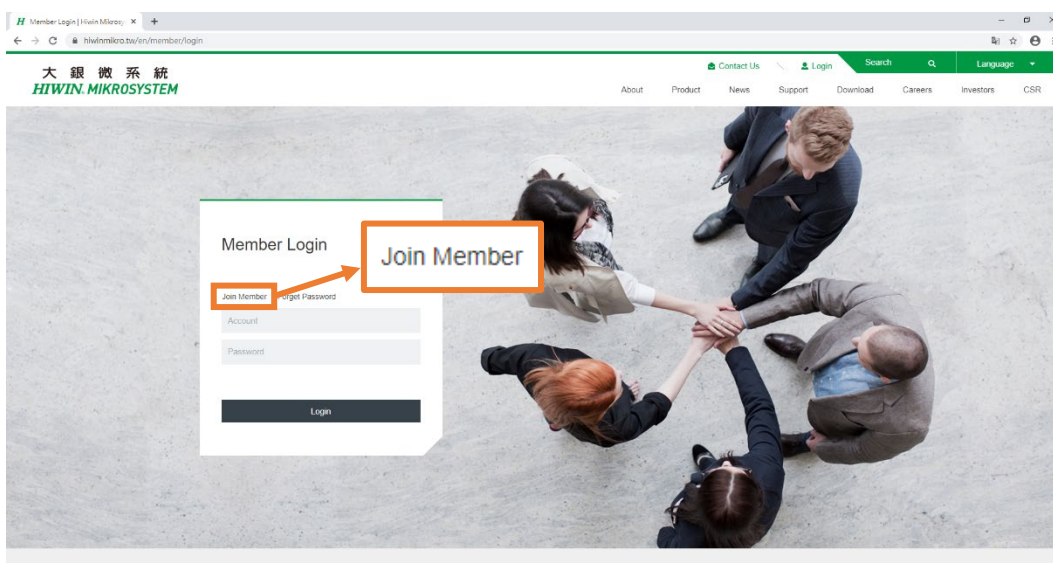 Member Login | Hiwin Mikrosy
hiwinmikro.tw/en/member/login
大銀微系統
HIWIN. MIKROSYSTEM
Contact Us
Login
Search
Language
About Product News Support Download Careers Investors CSR
Member Login
Join Member
Join Member Forget Password
Account
Password
Login